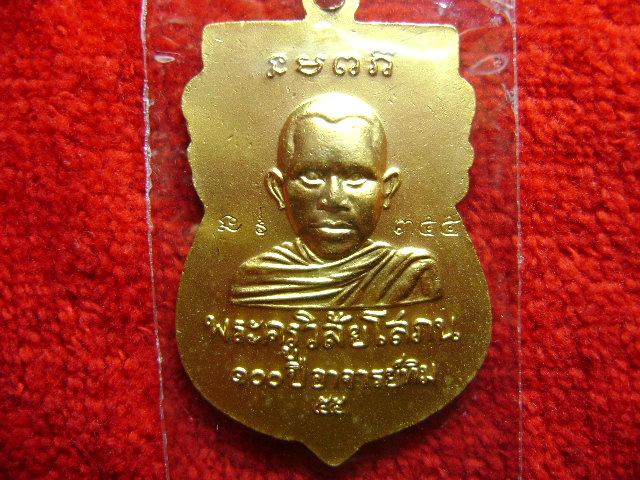 ๓๔๕
พระครูวิสัยโสภน
๑๐๐ ปี อาจารย์ทิม
๕๕